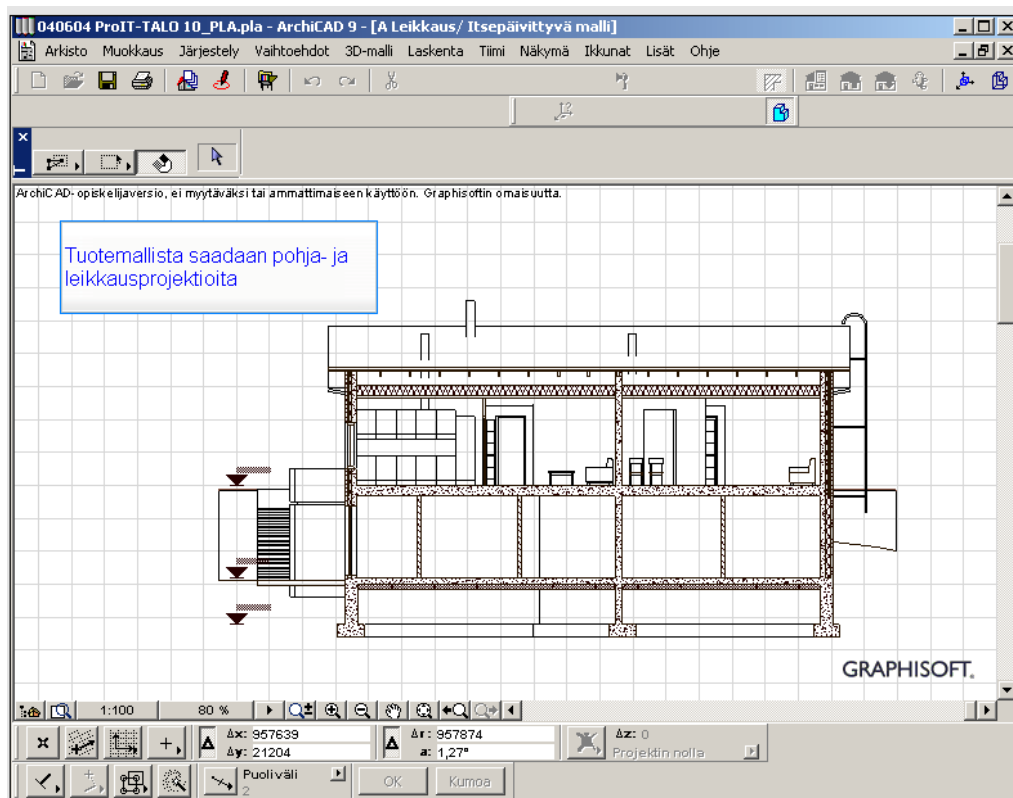 040604 ProIT-TALO 10_PLA.pla - ArchiCAD 9 - [A Leikkaus/ Itsepäivittyvä malli]
Arkisto Muokkaus Järjestely Vaihtoehdot 3D-malli Laskenta Tiimi Näkymä Ikkunat Lisät Ohje
ArchiCAD-opiskelijaversio, ei myytäväksi tai ammattimaiseen käyttöön. Graphisoftin omaisuutta.
Tuotemallista saadaan pohja- ja
leikkausprojektioita
GRAPHISOFT.
1:100 80 %
Δx: 957639 Δr: 957874 Δz: 0
Δy: 21204 a: 1,27° Projektin nolla
Puoliväli
2 OK Kumoa